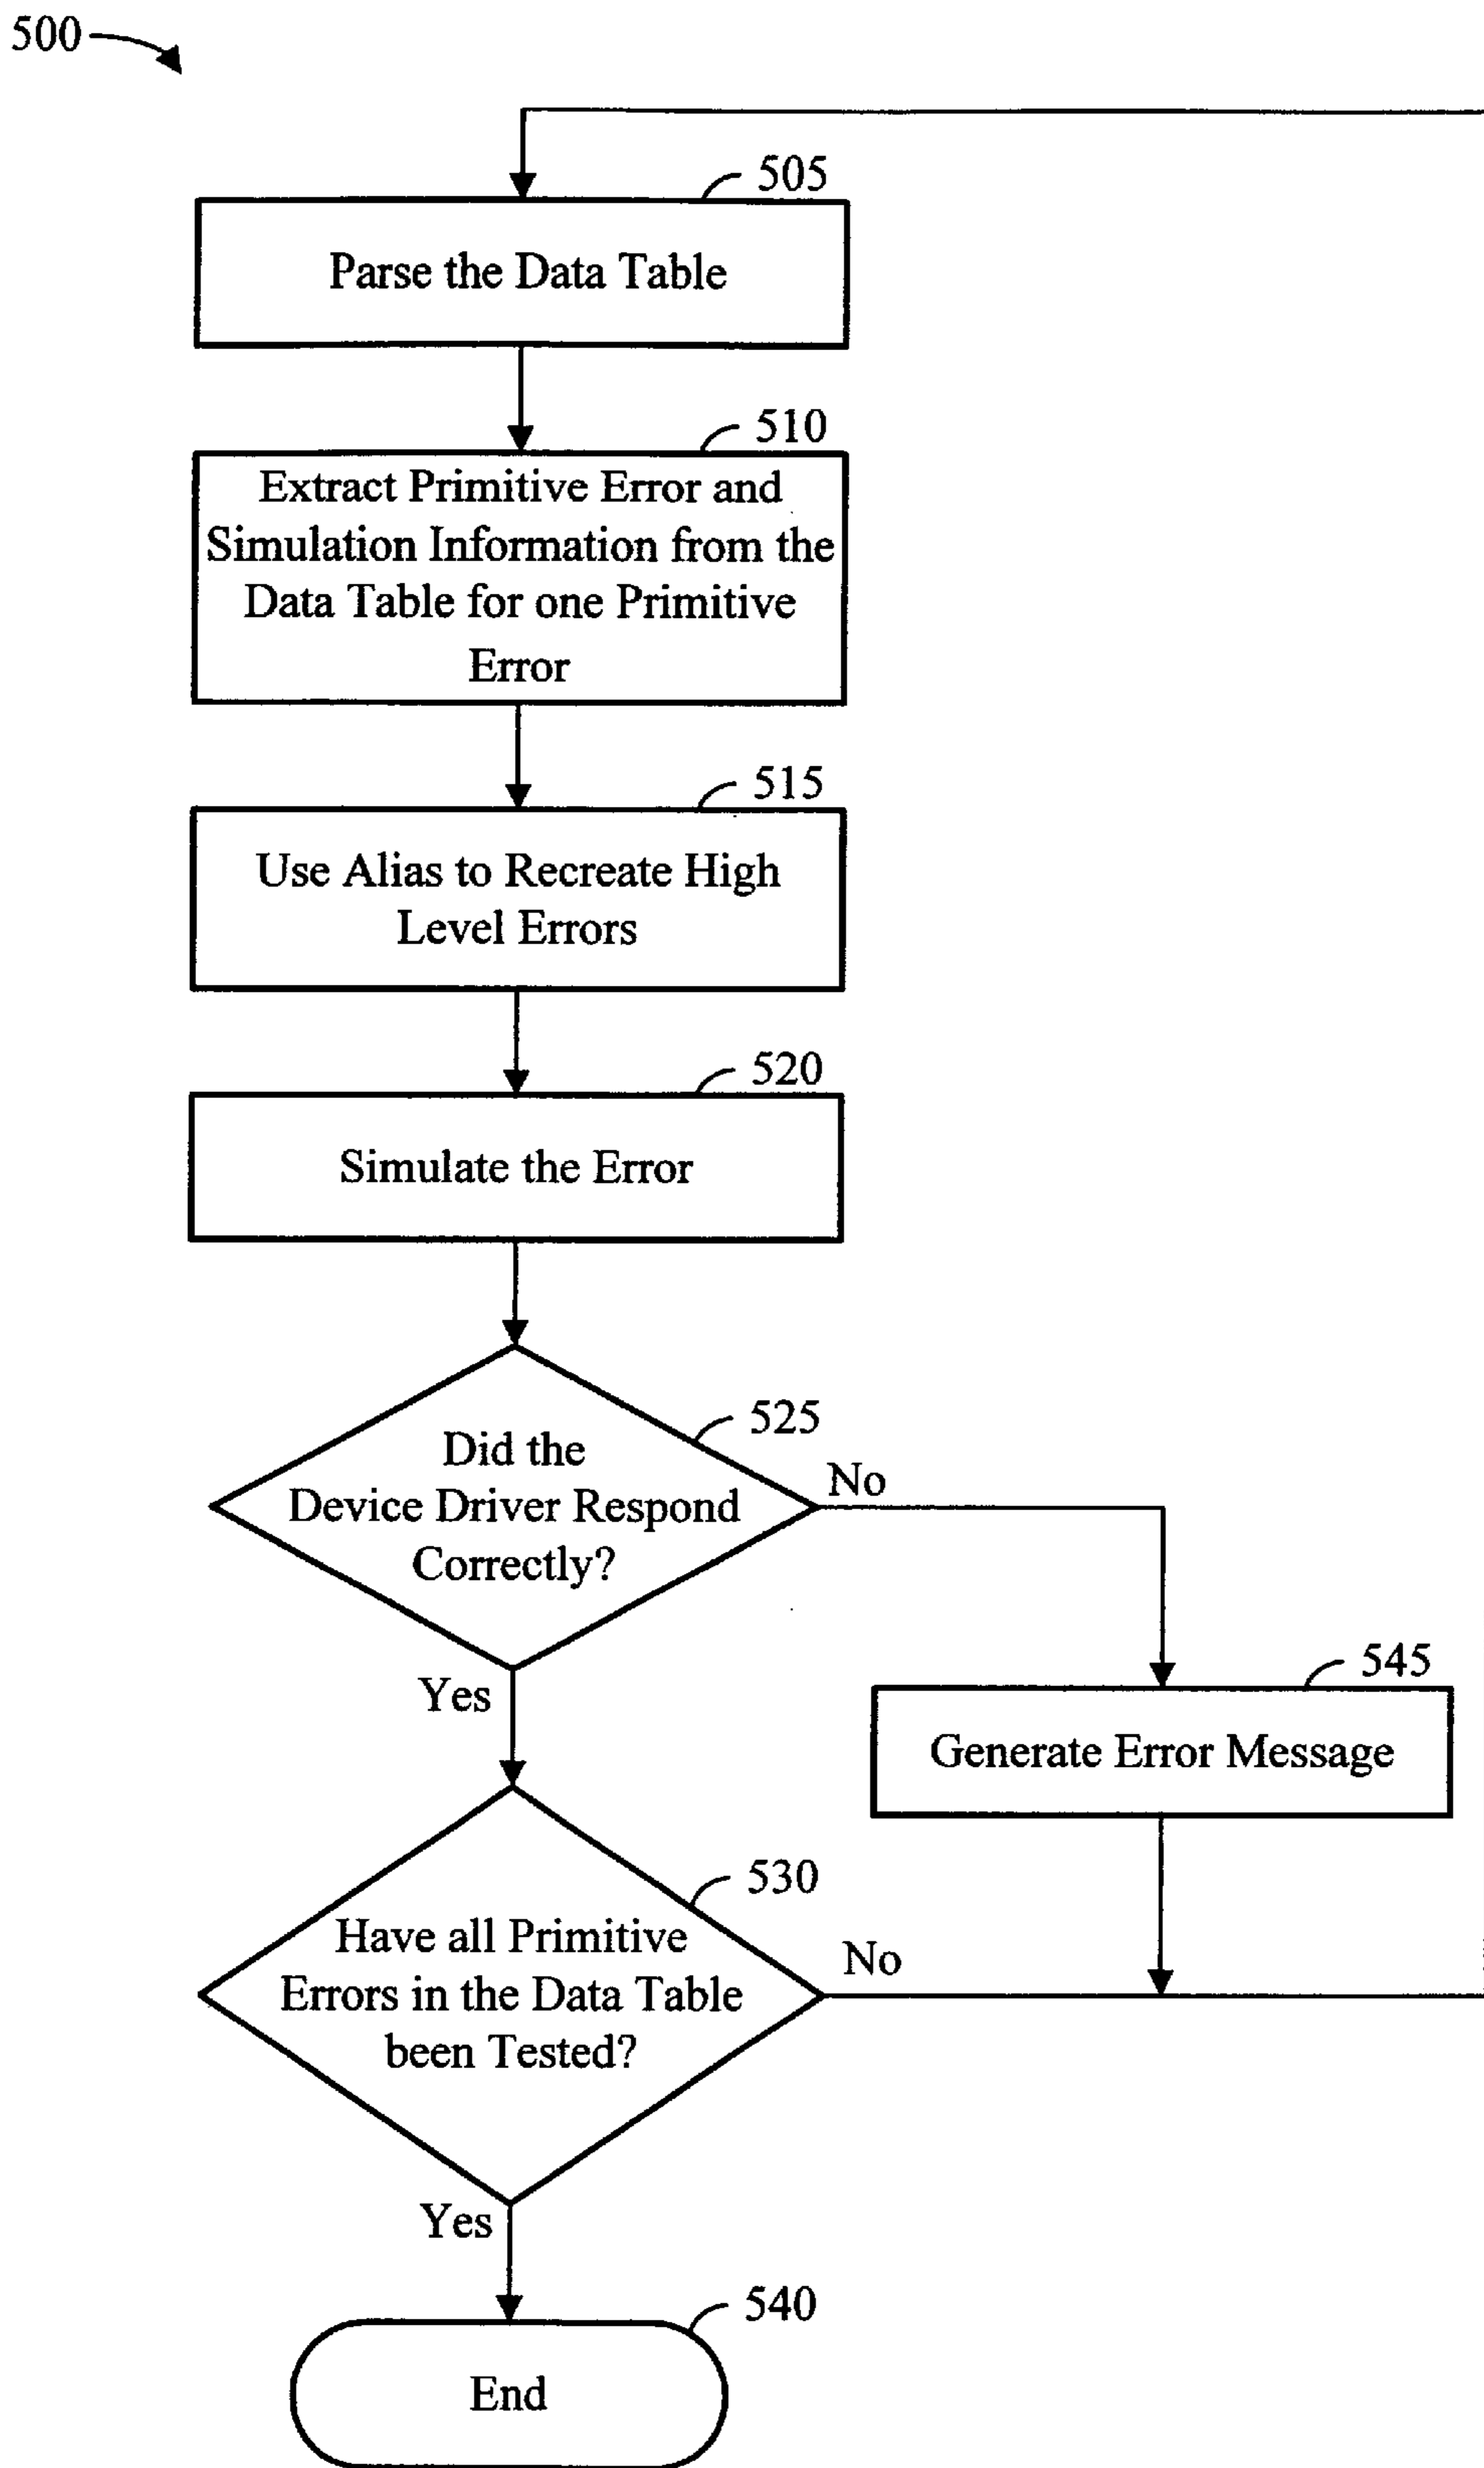 500
505
Parse the Data Table
510
Extract Primitive Error and
Simulation Information from the
Data Table for one Primitive
Error
515
Use Alias to Recreate High
Level Errors
520
Simulate the Error
525
Did the
Device Driver Respond
Correctly?
No
Yes
545
Generate Error Message
530
Have all Primitive
Errors in the Data Table
been Tested?
No
Yes
540
End